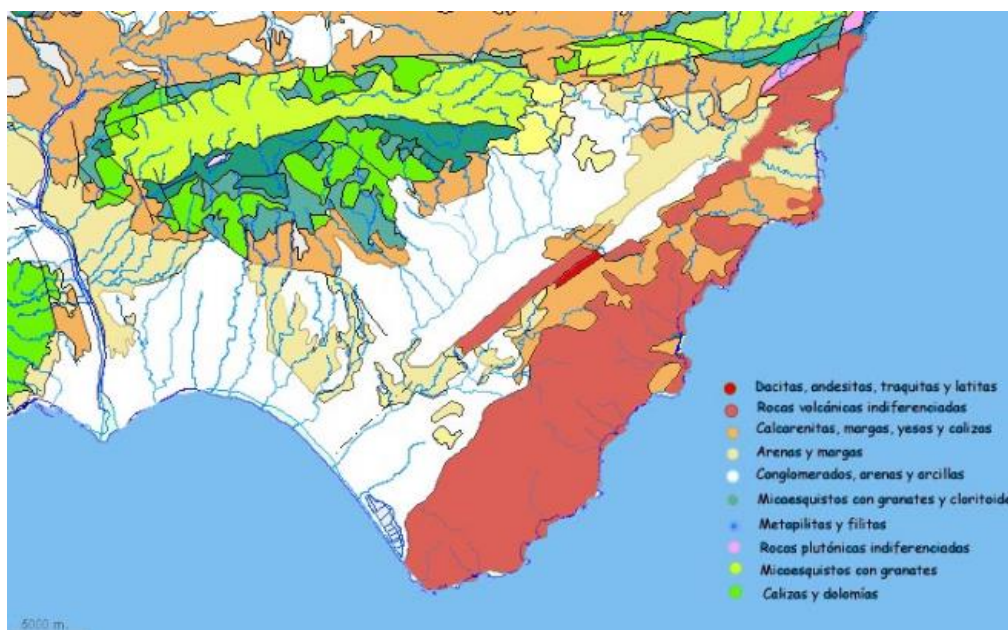 Dacitas, andesitas, traquitas y latitas
Rocas volcánicas indiferenciadas
Calcarenitas, margas, yesos y calizas
Arenas y margas
Conglomerados, arenas y arcillas
Micaesquistos con granates y cloritoide
Metapilitas y filitas
Rocas plutónicas indiferenciadas
Micaesquistos con granates
Calizas y dolomías
5000 m.